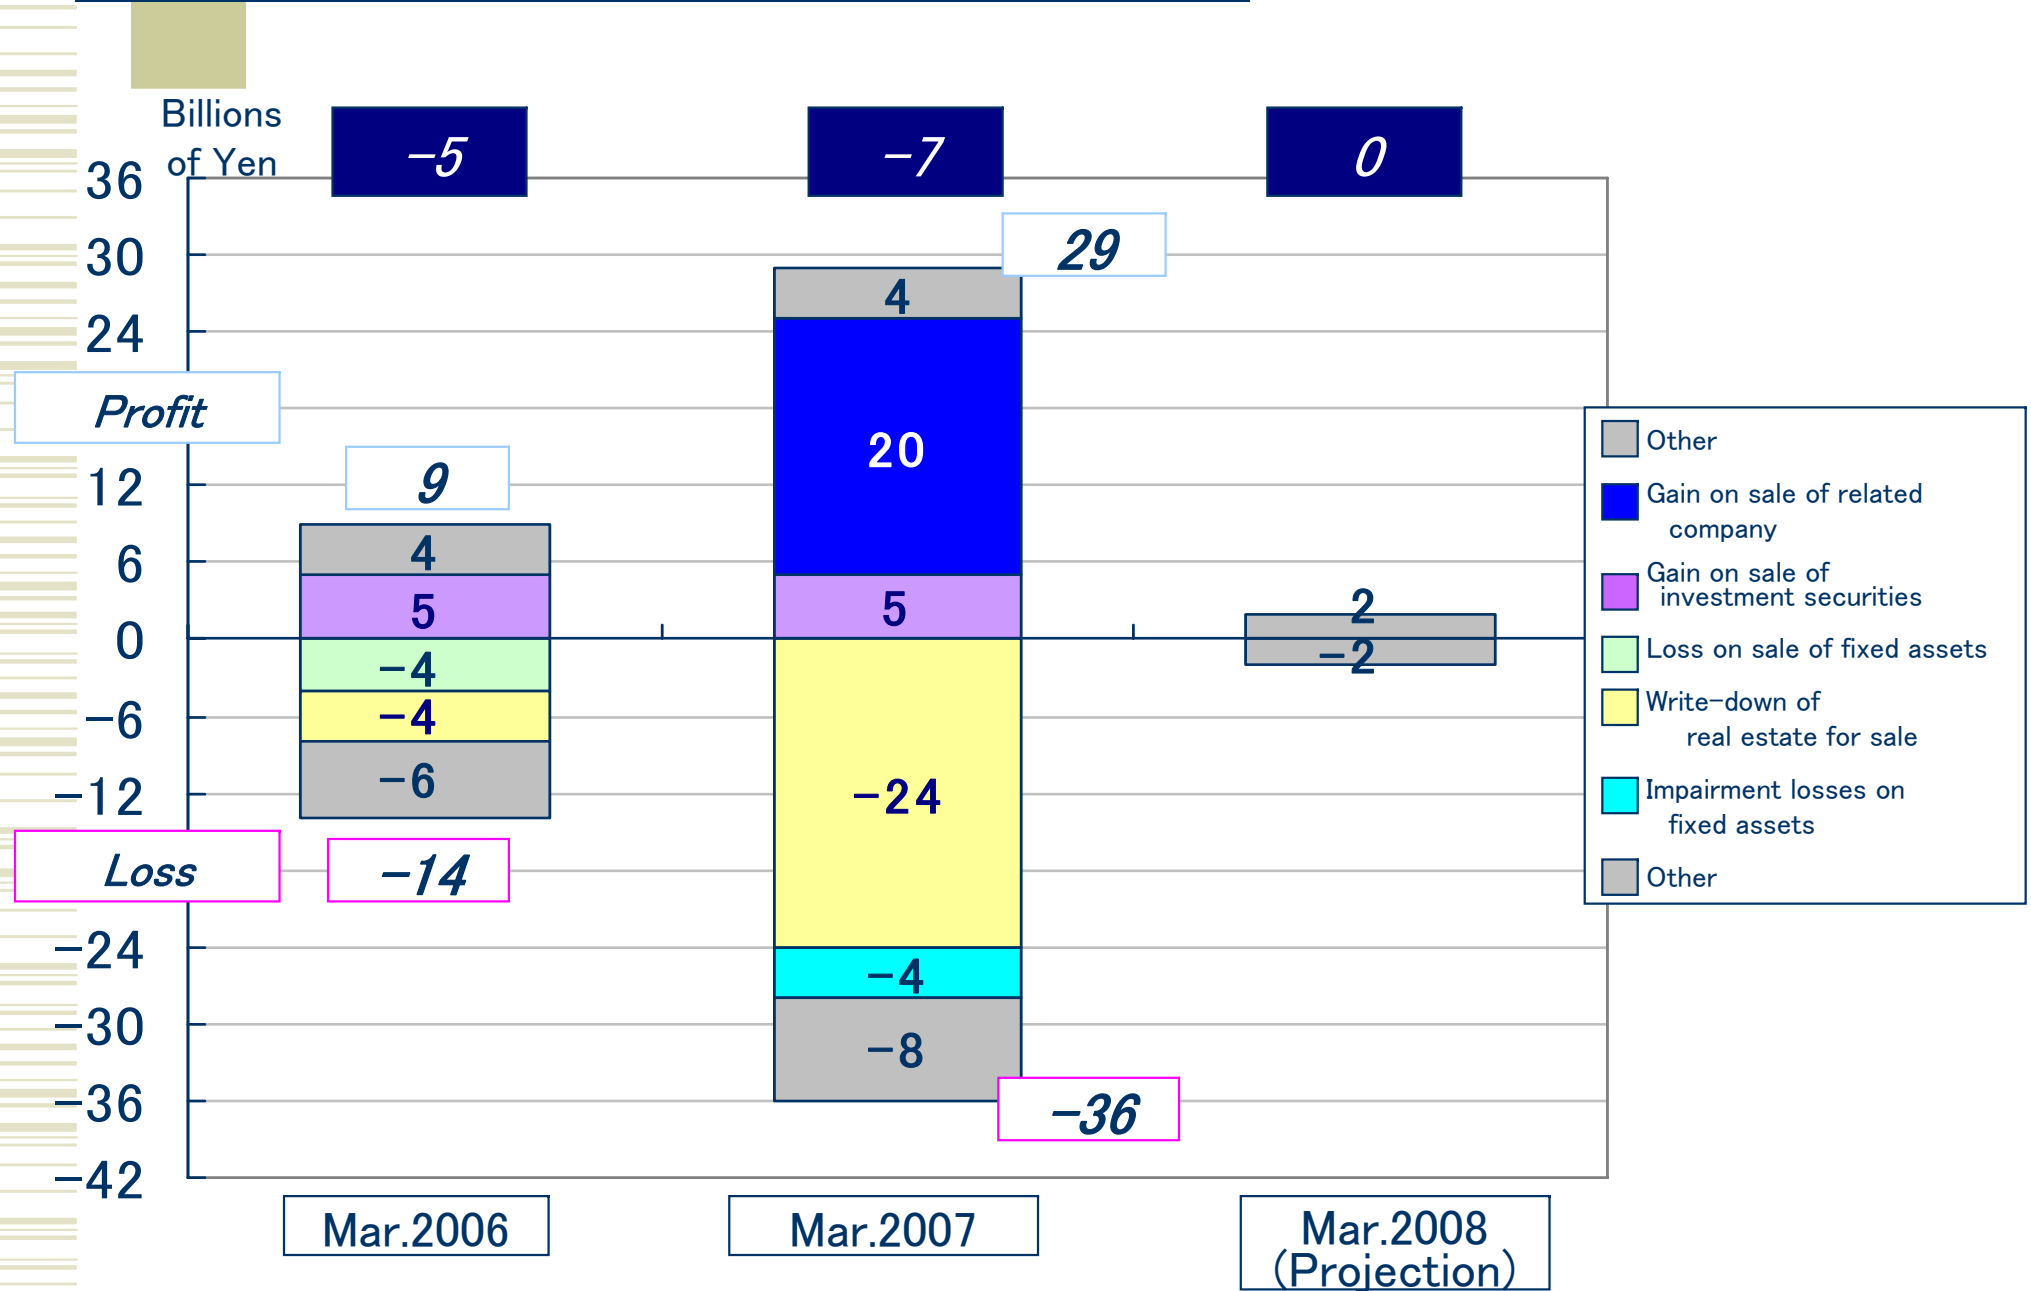 Billions
of Yen
-5
-7
0
36
30
24
12
6
0
-6
-12
-24
-30
-36
-42
Profit
Loss
9
4
5
-4
-4
-6
-14
29
4
20
5
-24
-4
-8
-36
2
-2
Other
Gain on sale of related
company
Gain on sale of
investment securities
Loss on sale of fixed assets
Write-down of
real estate for sale
Impairment losses on
fixed assets
Other
Mar.2006
Mar.2007
Mar.2008
(Projection)